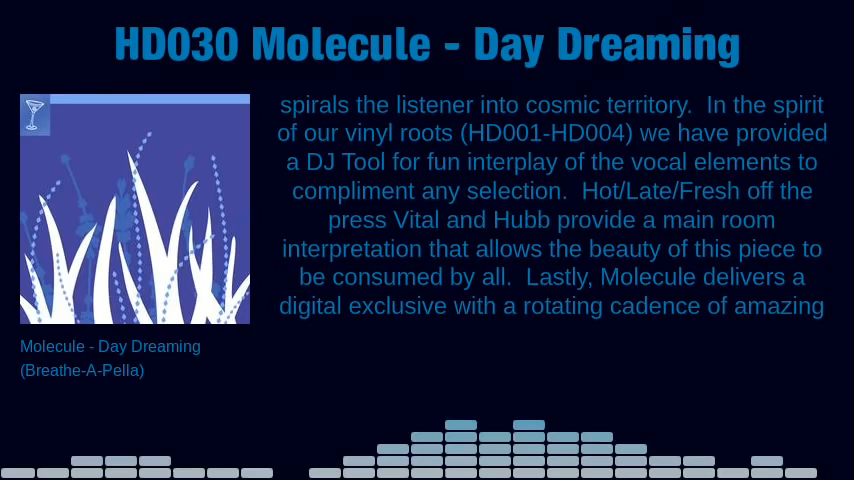 HD030 Molecule - Day Dreaming
spirals the listener into cosmic territory.  In the spirit
of our vinyl roots (HD001-HD004) we have provided
a DJ Tool for fun interplay of the vocal elements to
compliment any selection.  Hot/Late/Fresh off the
press Vital and Hubb provide a main room
interpretation that allows the beauty of this piece to
be consumed by all.  Lastly, Molecule delivers a
digital exclusive with a rotating cadence of amazing
Molecule - Day Dreaming
(Breathe-A-Pella)